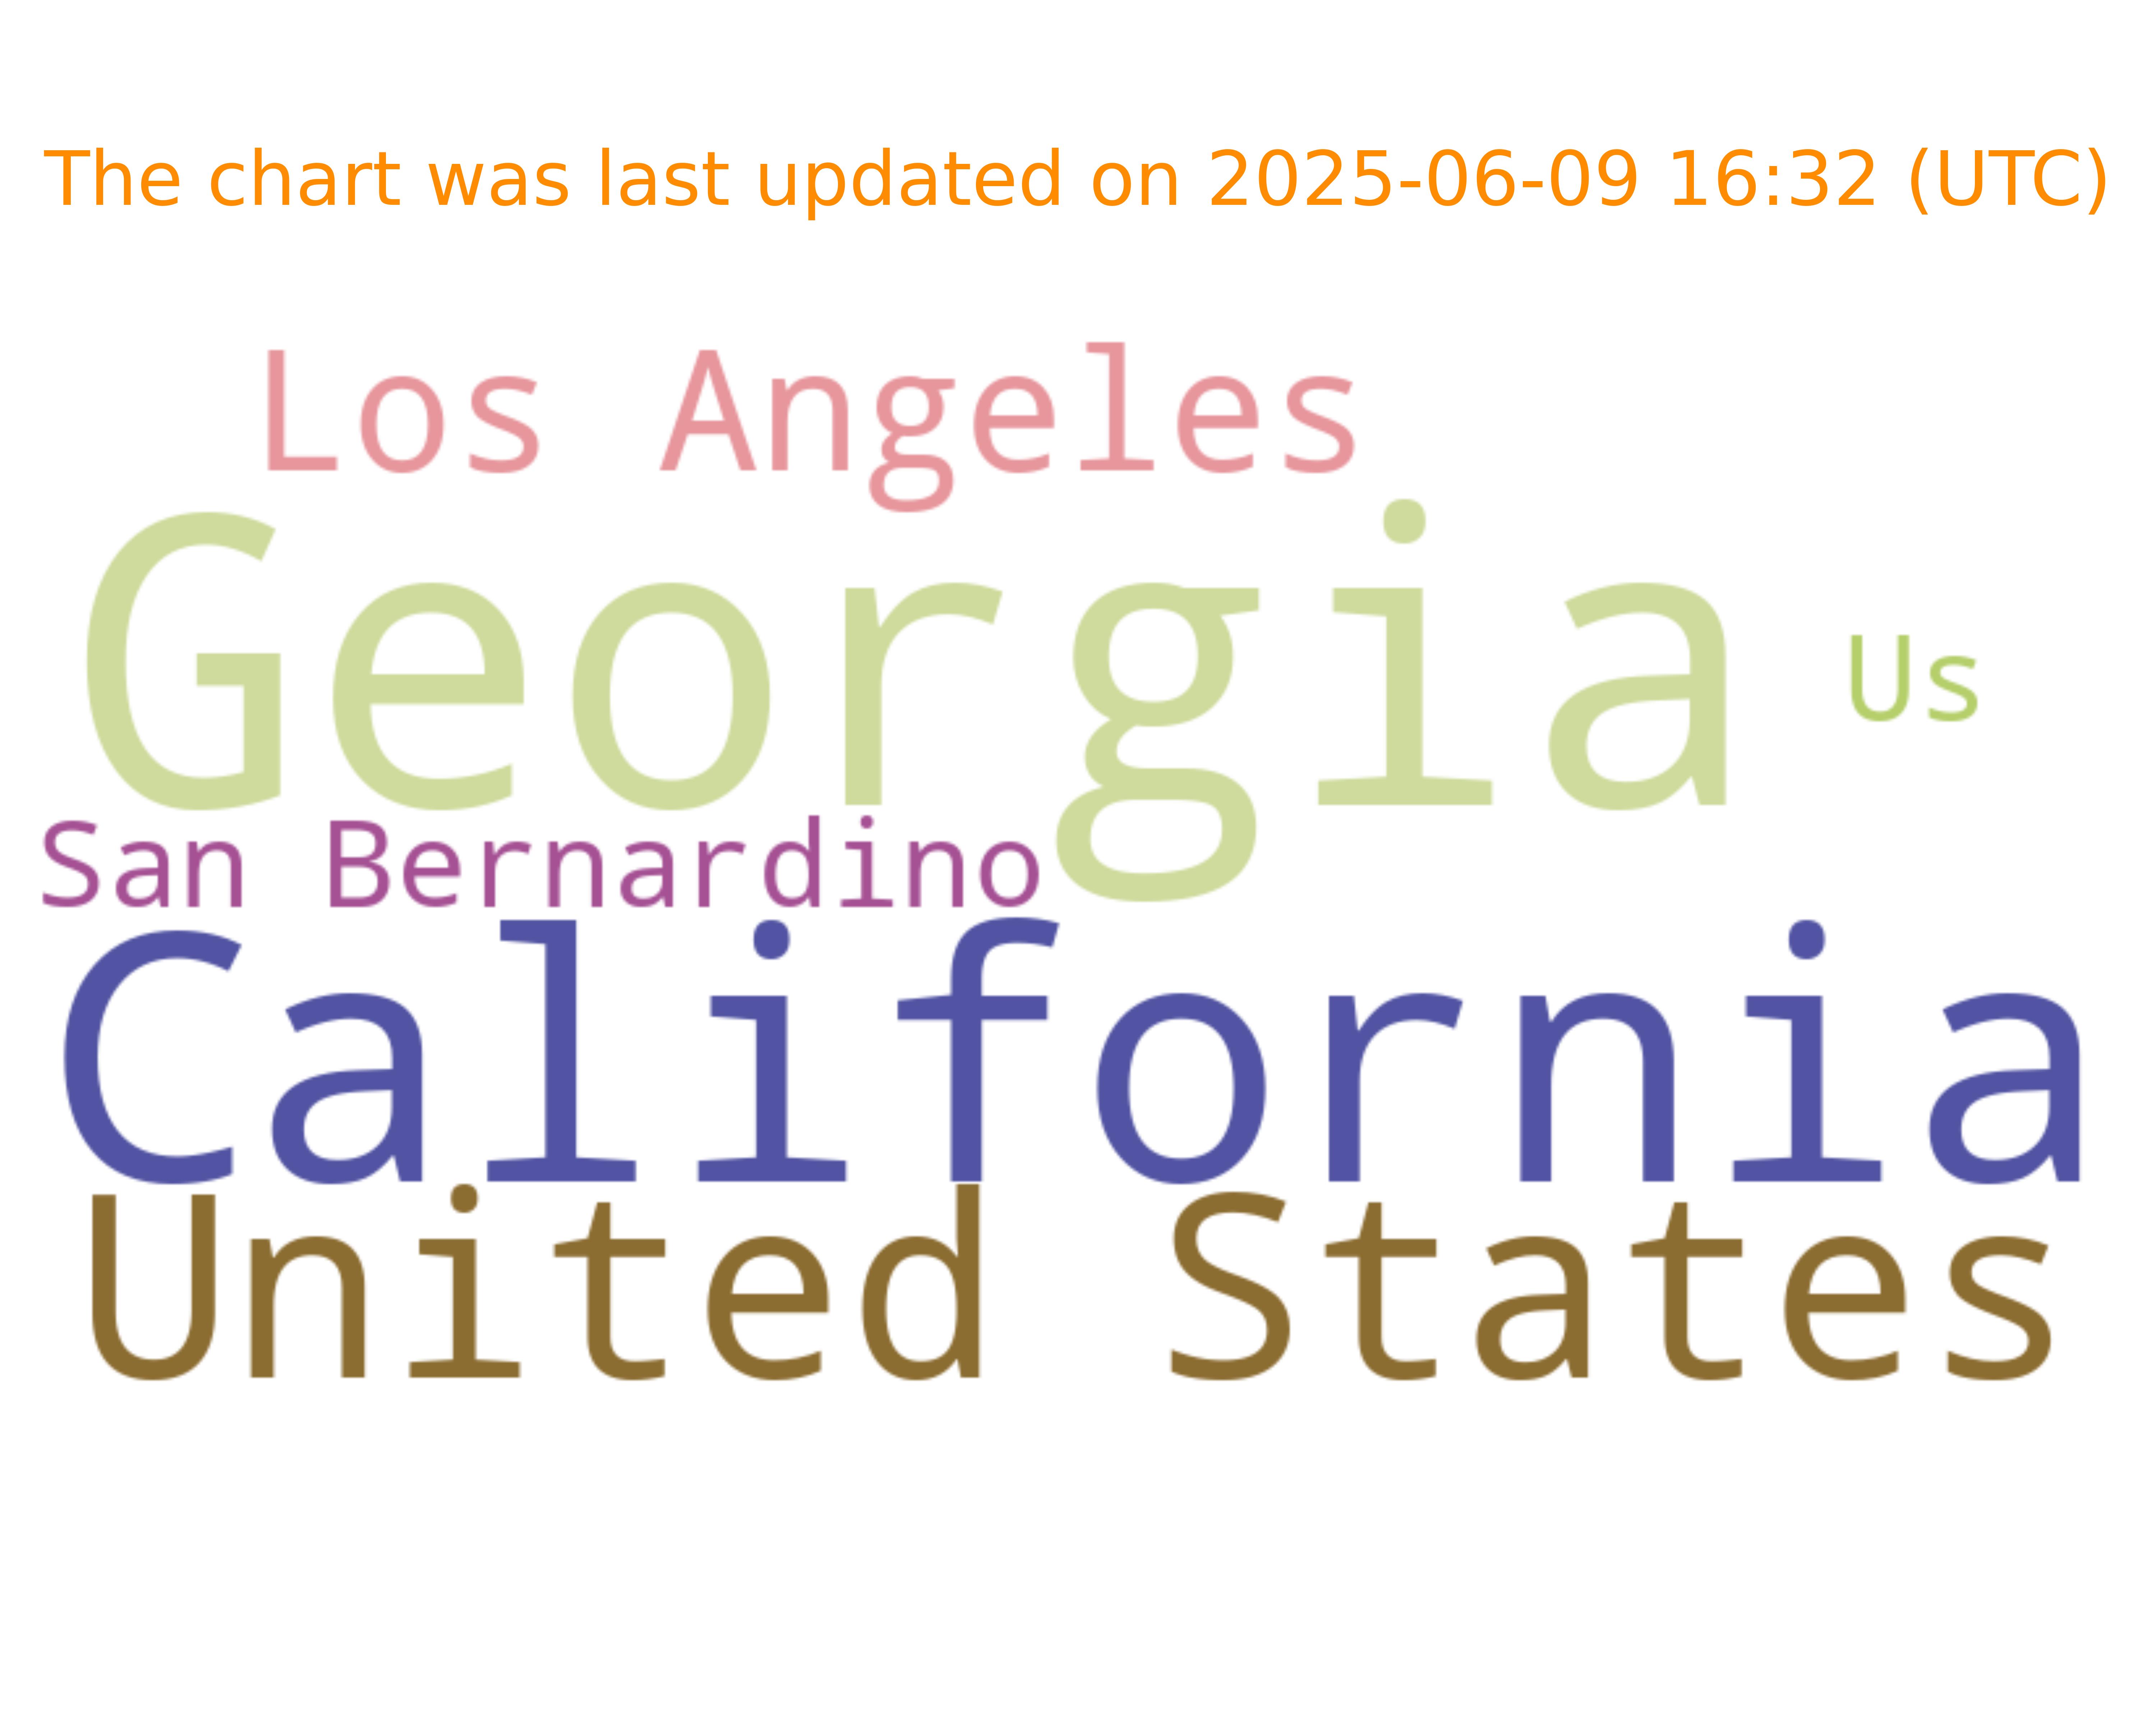 The chart was last updated on 2025-06-09 16:32 (UTC)
Los Angeles
Georgia
Us
San Bernardino
California
United States